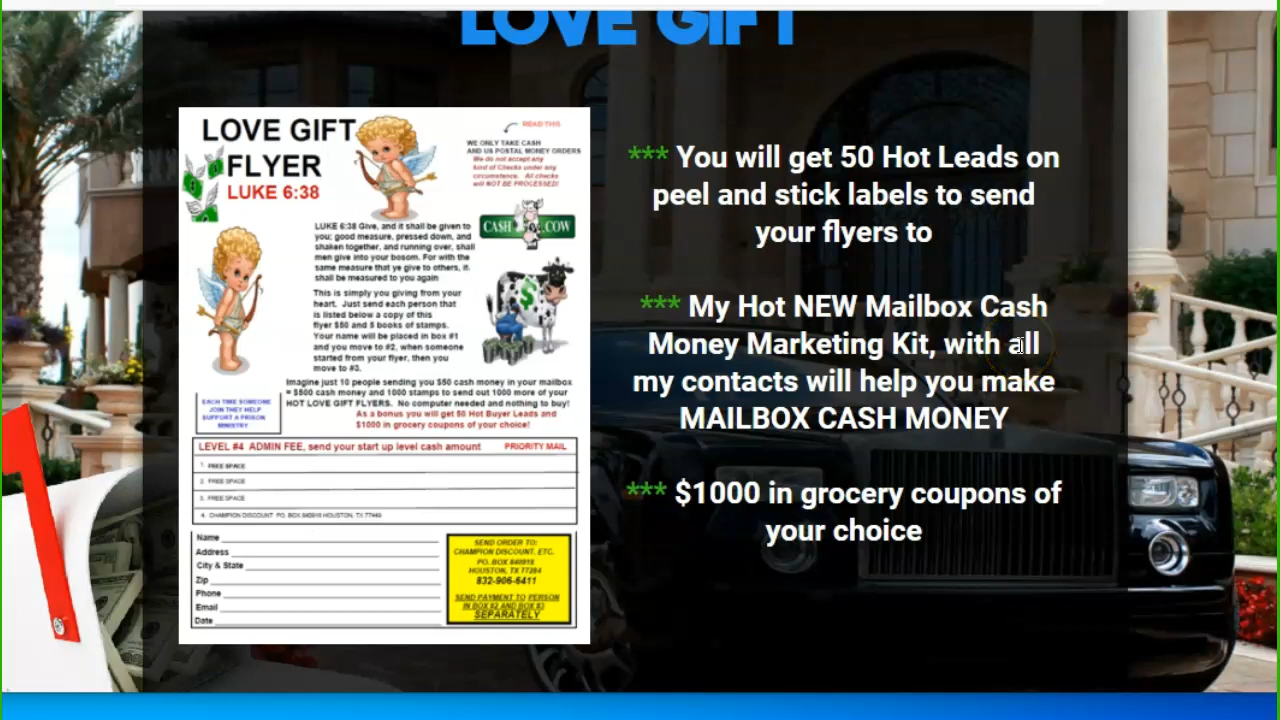 LOVE GIFT
LOVE GIFT
FLYER
LUKE 6:38
READ THIS
WE ONLY TAKE CASH
AND US POSTAL MONEY ORDERS
We do not accept any
kind of Checks under any
circumstance. All checks
will NOT BE PROCESSED!
CASH COW
LUKE 6:38 Give, and it shall be given to
you; good measure, pressed down, and
shaken together, and running over, shall
men give into your bosom. For with the
same measure that ye give to others, it
shall be measured to you again
This is simply you giving from your
heart. Just send each person that
is listed below a copy of this
flyer $50 and 5 books of stamps.
Your name will be placed in box #1
and you move to #2, when someone
started from your flyer, then you
move to #3.
Imagine just 10 people sending you $50 cash money in your mailbox
= $500 cash money and 1000 stamps to send out 1000 more of your
HOT LOVE GIFT FLYERS. No computer needed and nothing to buy!
As a bonus you will get 50 Hot Buyer Leads and
$1000 in grocery coupons of your choice!
EACH TIME SOMEONE
JOIN THEY HELP
SUPPORT A PRISON
MINISTRY
LEVEL #4 ADMIN FEE, send your start up level cash amount PRIORITY MAIL
1. FREE SPACE
2. FREE SPACE
3. FREE SPACE
4. CHAMPION DISCOUNT PO. BOX 840918 HOUSTON, TX
Name
Address
City & State
Zip
Phone
Email
Date
SEND ORDER TO:
CHAMPION DISCOUNT, ETC.
PO. BOX 840918
HOUSTON, TX 77284
832-906-6411
SEND PAYMENT TO PERSON
IN BOX #2 AND BOX #3
SEPARATELY
*** You will get 50 Hot Leads on
peel and stick labels to send
your flyers to
*** My Hot NEW Mailbox Cash
Money Marketing Kit, with all
my contacts will help you make
MAILBOX CASH MONEY
*** $1000 in grocery coupons of
your choice